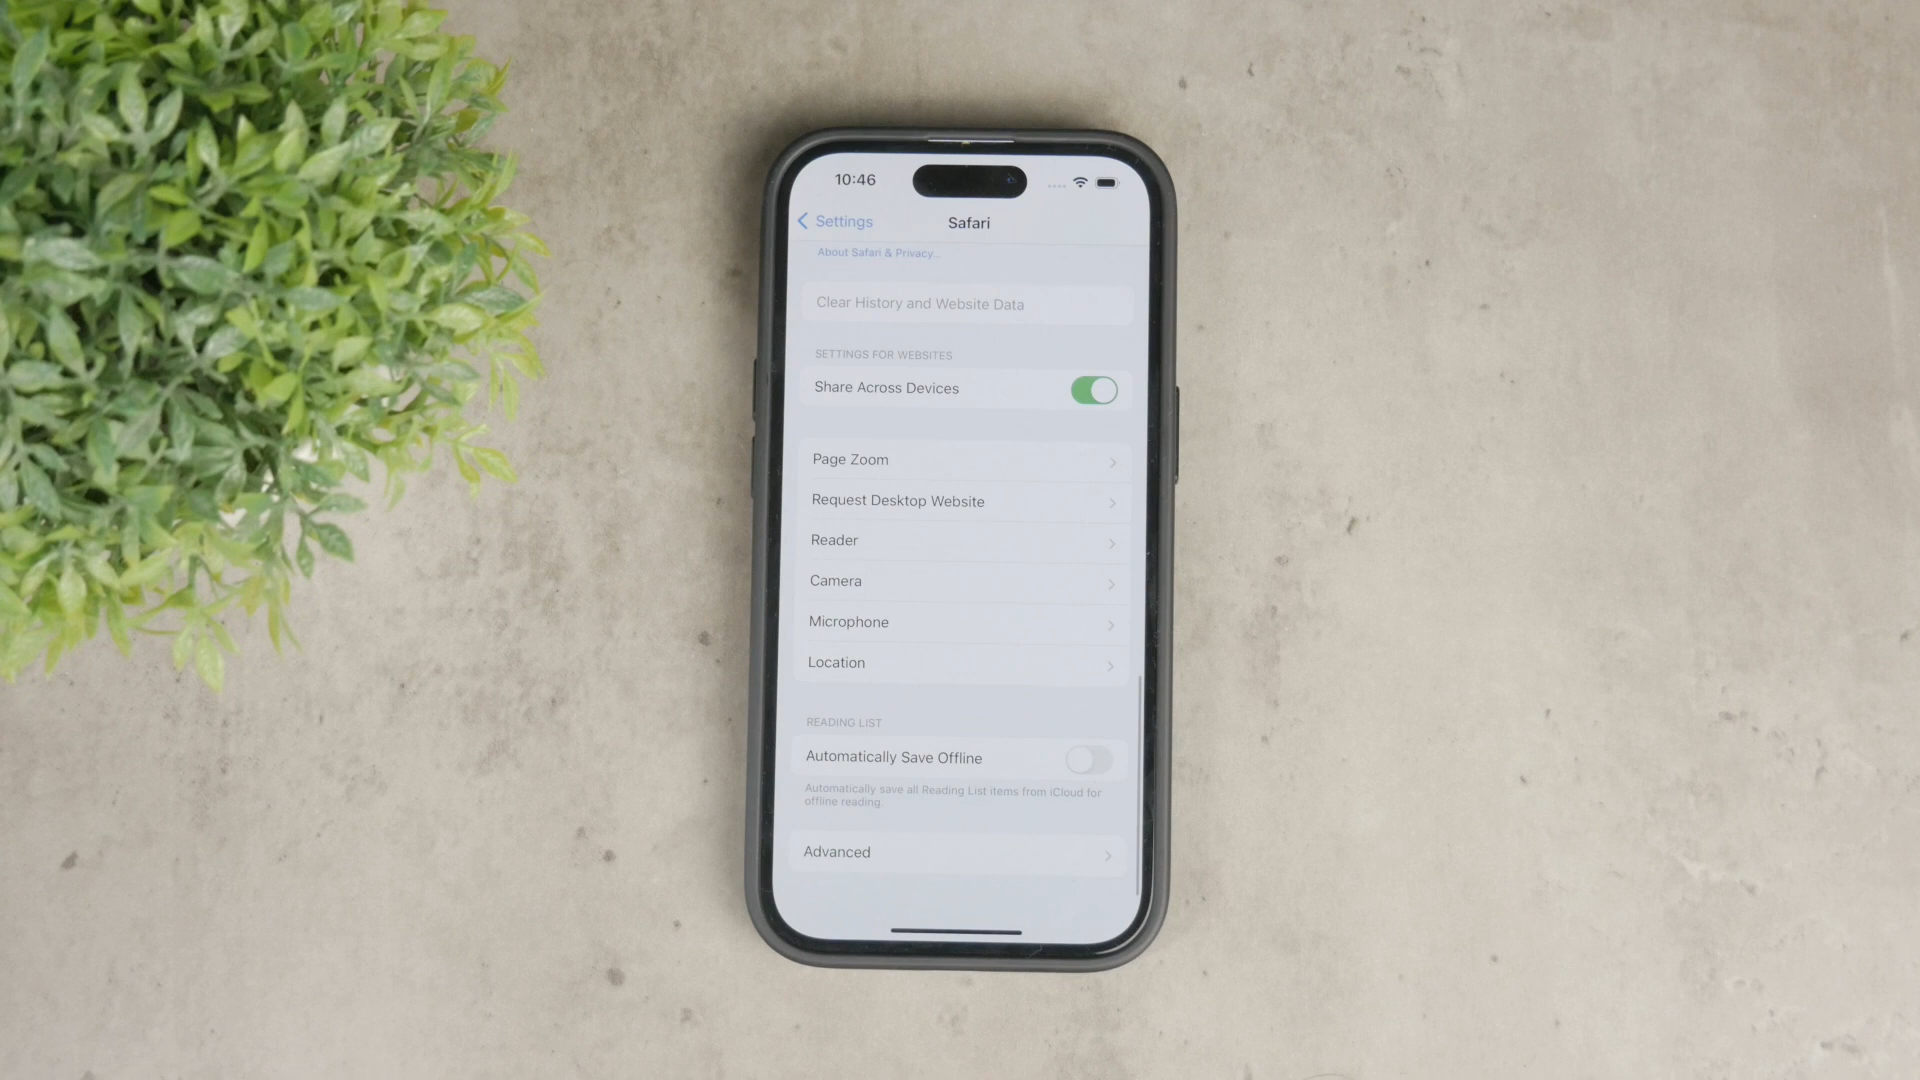 10:46
Settings
Safari
About Safari & Privacy...
Clear History and Website Data
SETTINGS FOR WEBSITES
Share Across Devices
Page Zoom
Request Desktop Website
Reader
Camera
Microphone
Location
READING LIST
Automatically Save Offline
Automatically save all Reading List items from iCloud for
offline reading.
Advanced